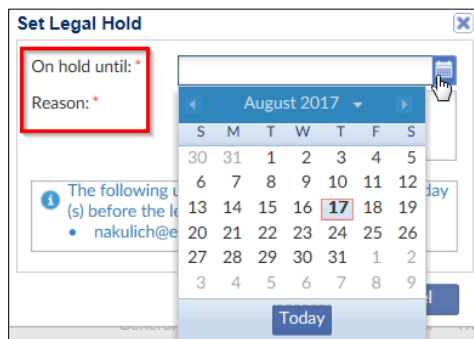 Set Legal Hold
On hold until: *
Reason: *
August 2017
S M T W T F S
30 31 1 2 3 4 5
6 7 8 9 10 11 12
13 14 15 16 17 18 19
20 21 22 23 24 25 26
27 28 29 30 31 1 2
3 4 5 6 7 8 9
Today
The following
day
(s) before the
• nakulich@e